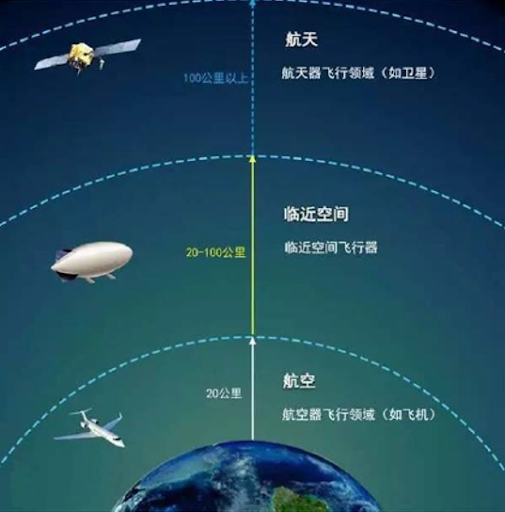 航天
100公里以上
航天器飞行领域（如卫星）
临近空间
20-100公里
临近空间飞行器
航空
20公里
航空器飞行领域（如飞机）